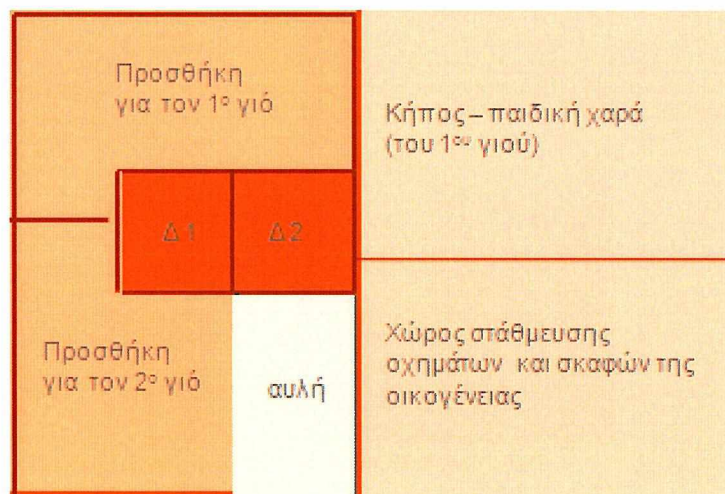 Προσθήκη
για τον 1ο γιό
Κήπος – παιδική χαρά
(του 1ου γιού)
Δ1
Δ2
Προσθήκη
για τον 2ο γιό
αυλή
Χώρος στάθμευσης
οχημάτων και σκαφών της
οικογένειας